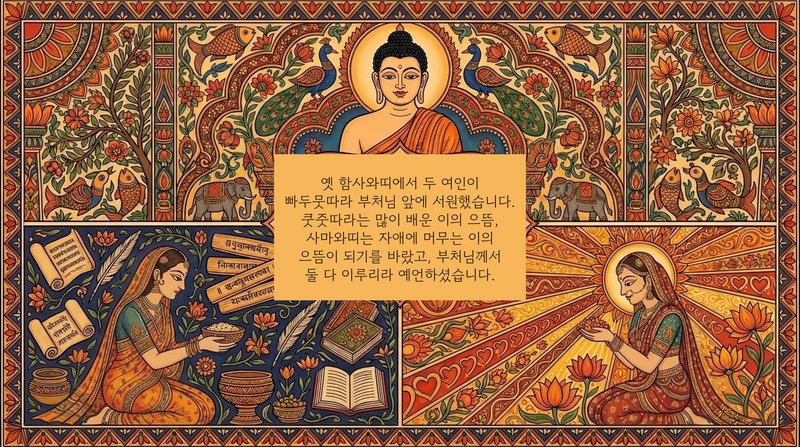 옛 함사와띠에서 두 여인이
빠두뭇따라 부처님 앞에 서원했습니다.
쿳줏따라는 많이 배운 이의 으뜸,
사마와띠는 자애에 머무는 이의
으뜸이 되기를 바랐고, 부처님께서
둘 다 이루리라 예언하셨습니다.